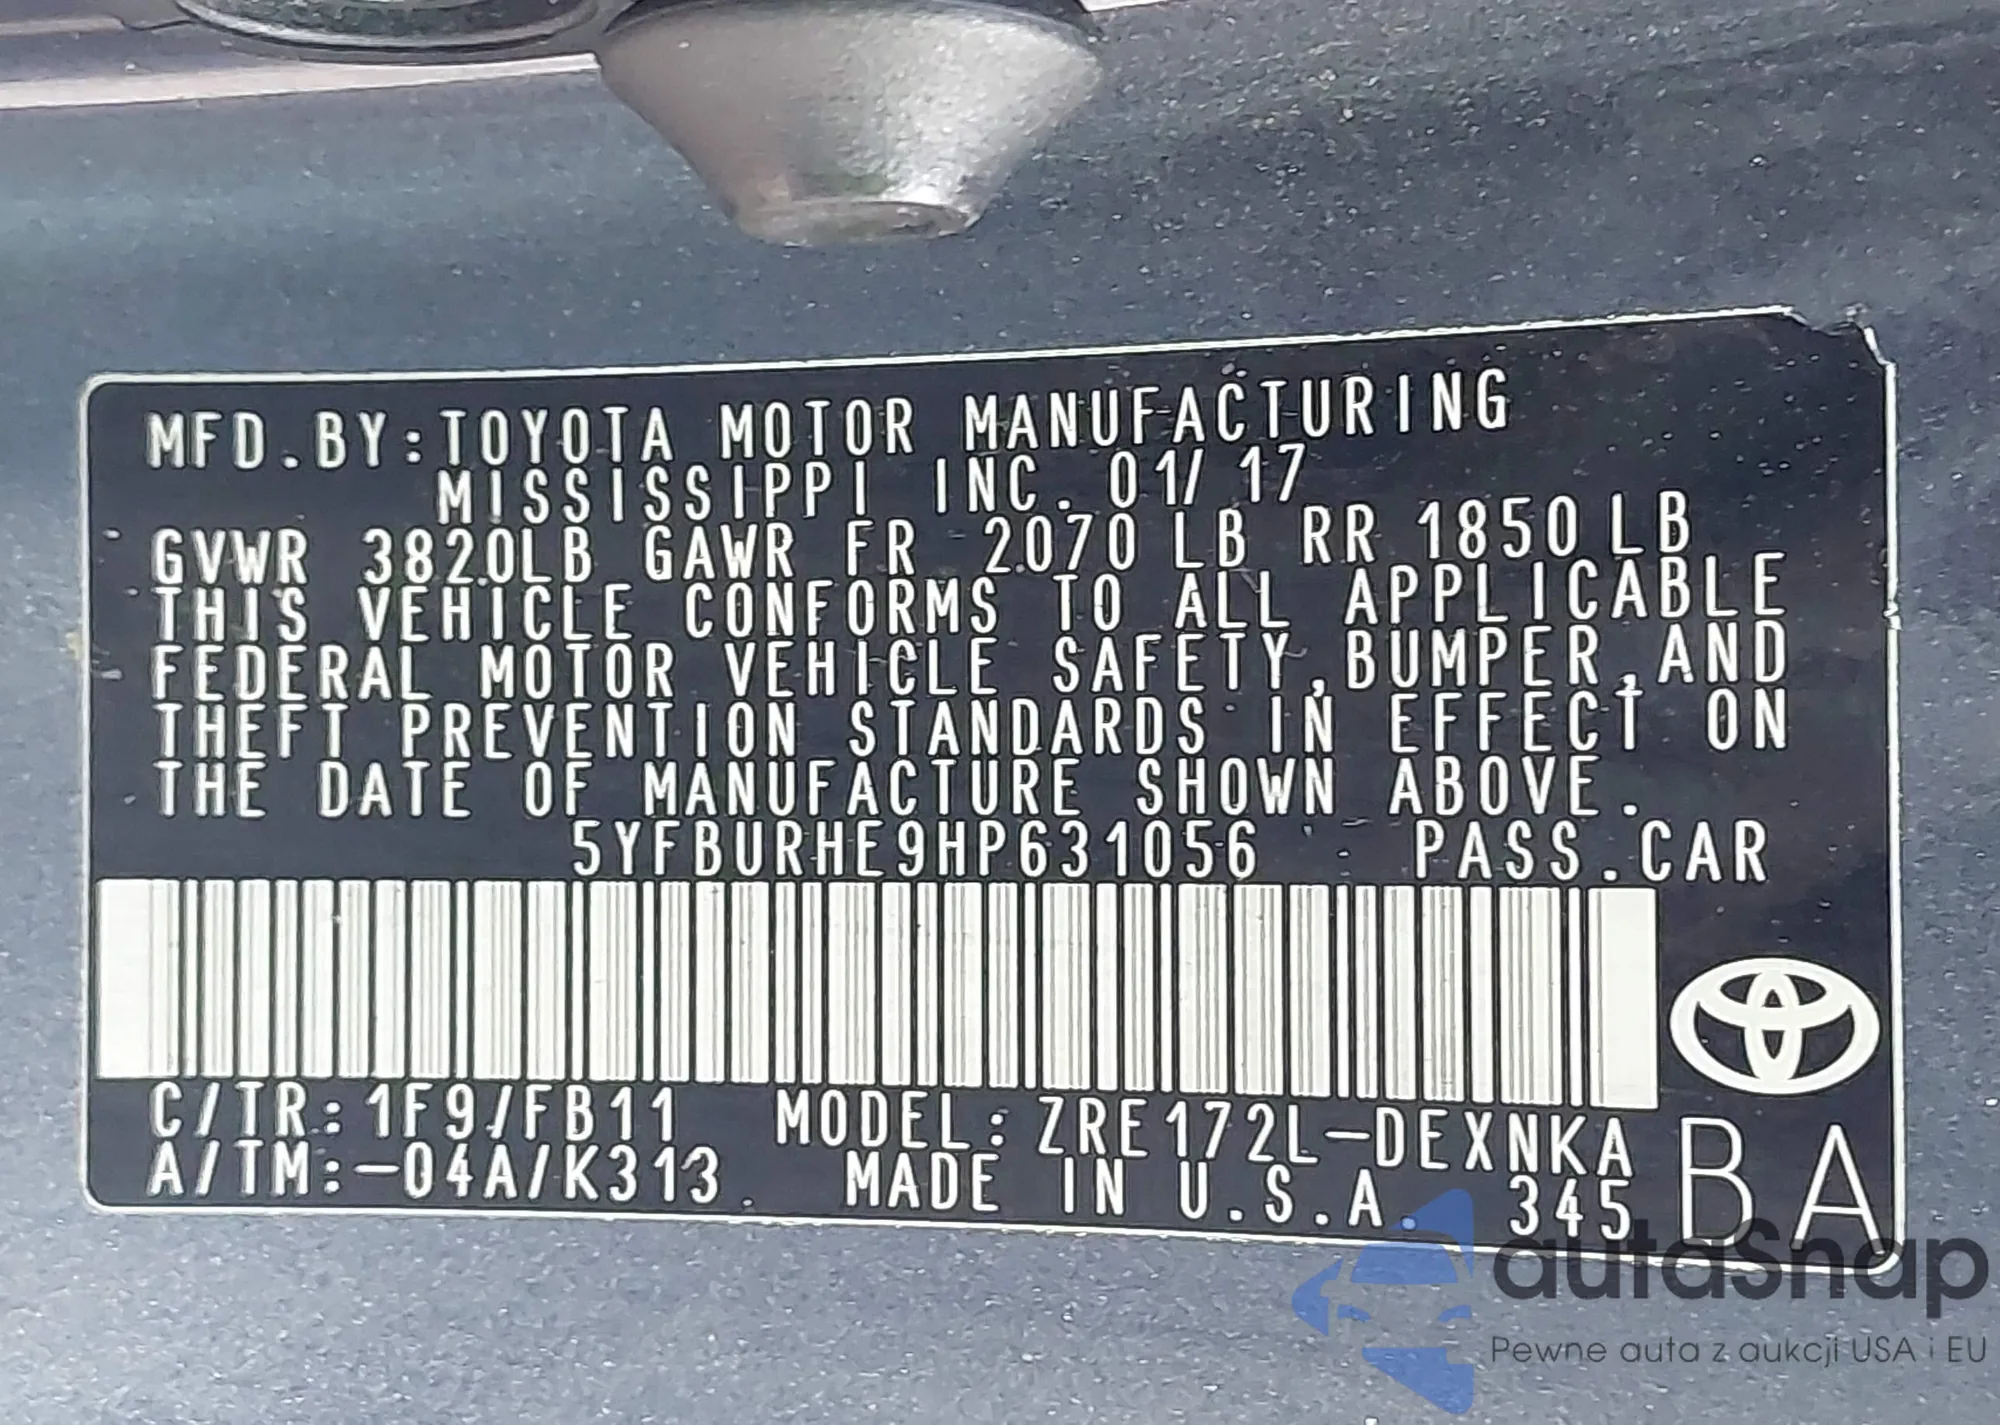 MFD.BY:TOYOTA MOTOR MANUFACTURING
MISSISSIPPI INC. 01/17
GVWR 3820LB GAWR FR 2070 LB RR 1850 LB
THIS VEHICLE CONFORMS TO ALL APPLICABLE
FEDERAL MOTOR VEHICLE SAFETY,BUMPER,AND
THEFT PREVENTION STANDARDS IN EFFECT ON
THE DATE OF MANUFACTURE SHOWN ABOVE.
5YFBURHE9HP631056 PASS.CAR
C/TR:1F9/FB11 MODEL:ZRE172L-DEXNKA
A/TM:-04A/K313 MADE IN U.S.A. 345
BA
autaSnap
Pewne auta z aukcji USA i EU